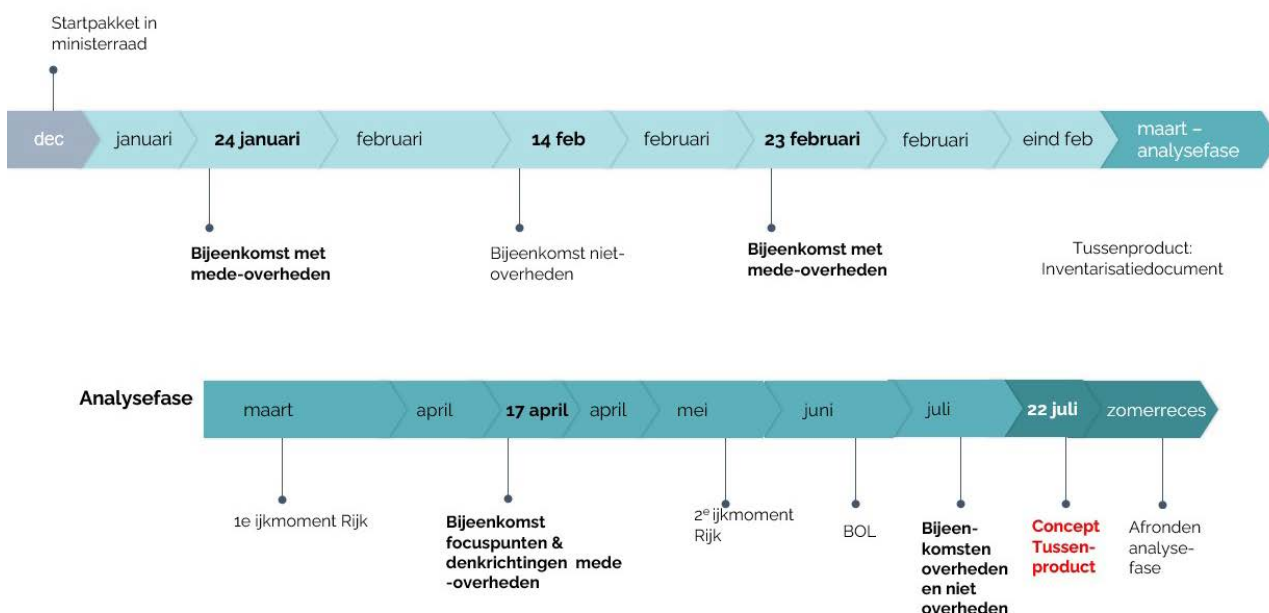 Startpakket in
ministerraad
dec
januari
24 januari
februari
14 feb
februari
23 februari
februari
eind feb
maart –
analysefase
Bijeenkomst met
mede-overheden
Bijeenkomst niet-
overheden
Bijeenkomst met
mede-overheden
Tussenproduct:
Inventarisatiedocument
Analysefase
maart
april
17 april
april
mei
juni
juli
22 juli
zomerreces
1e ijkmoment Rijk
Bijeenkomst
focuspunten &
denkrichtingen mede
-overheden
2e ijkmoment
Rijk
BOL
Bijeen-
komsten
overheden
en niet
overheden
Concept
Tussen-
product
Afronden
analyse-
fase